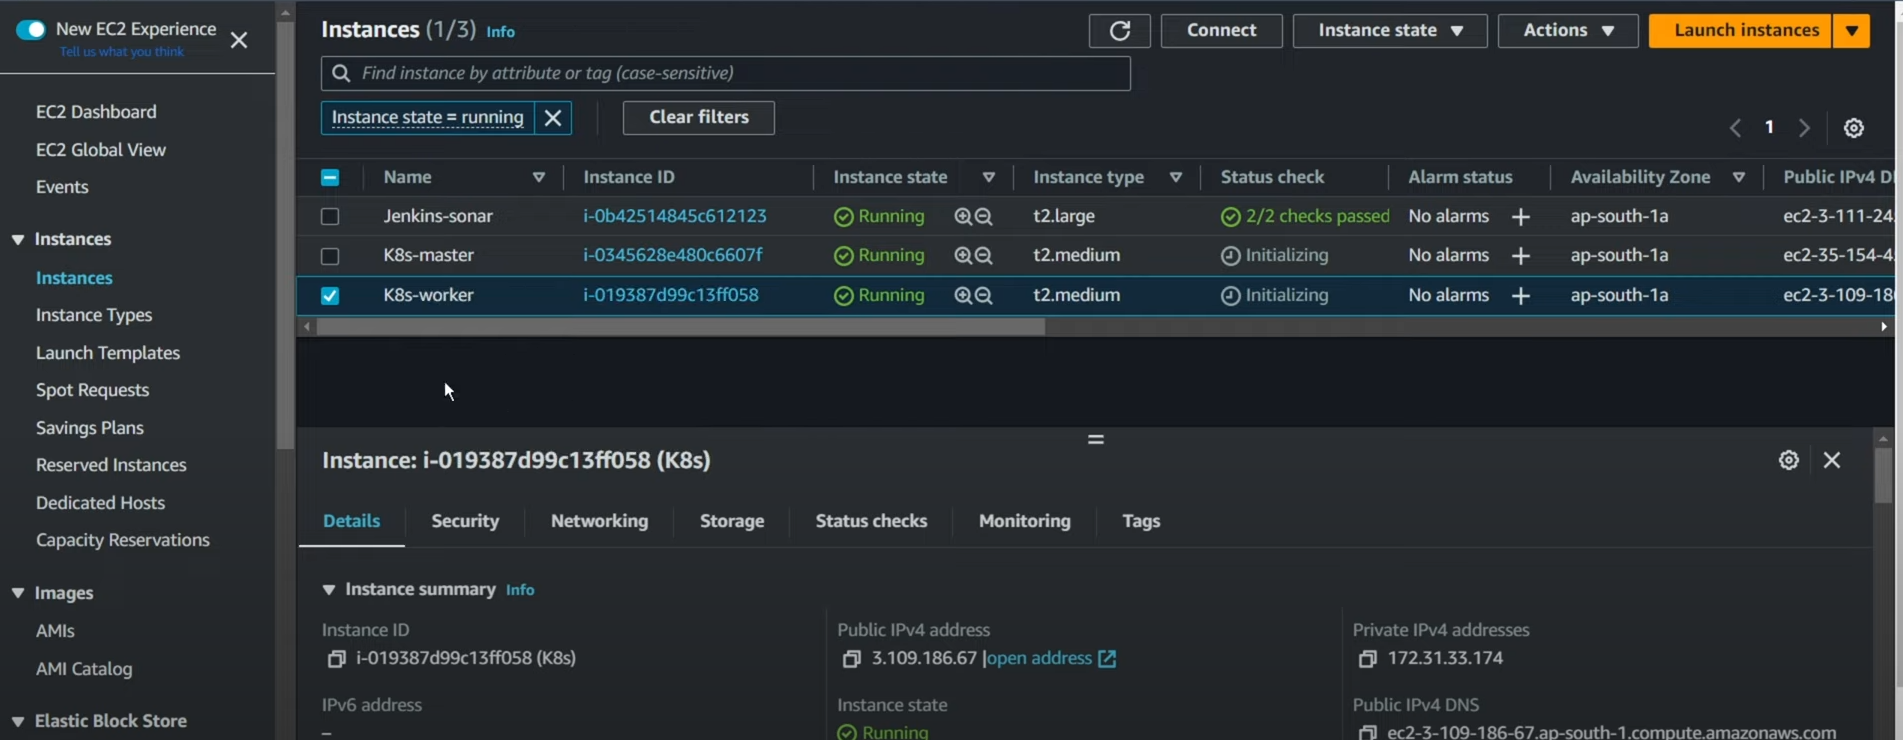 New EC2 Experience
Tell us what you think
EC2 Dashboard
EC2 Global View
Events
Instances
Instances
Instance Types
Launch Templates
Spot Requests
Savings Plans
Reserved Instances
Dedicated Hosts
Capacity Reservations
Images
AMIs
AMI Catalog
Elastic Block Store
Instances (1/3) Info
Connect Instance state Actions Launch instances
Find instance by attribute or tag (case-sensitive)
Instance state = running Clear filters
1
Name Instance ID Instance state Instance type Status check Alarm status Availability Zone Public IPv4 D
Jenkins-sonar i-0b42514845c612123 Running t2.large 2/2 checks passed No alarms + ap-south-1a ec2-3-111-24
K8s-master i-0345628e480c6607f Running t2.medium Initializing No alarms + ap-south-1a ec2-35-154-4
K8s-worker i-019387d99c13ff058 Running t2.medium Initializing No alarms + ap-south-1a ec2-3-109-18
Instance: i-019387d99c13ff058 (K8s)
Details Security Networking Storage Status checks Monitoring Tags
Instance summary Info
Instance ID Public IPv4 address Private IPv4 addresses
i-019387d99c13ff058 (K8s) 3.109.186.67 |open address 172.31.33.174
IPv6 address Instance state Public IPv4 DNS
– Running ec2-3-109-186-67.ap-south-1.compute.amazonaws.com